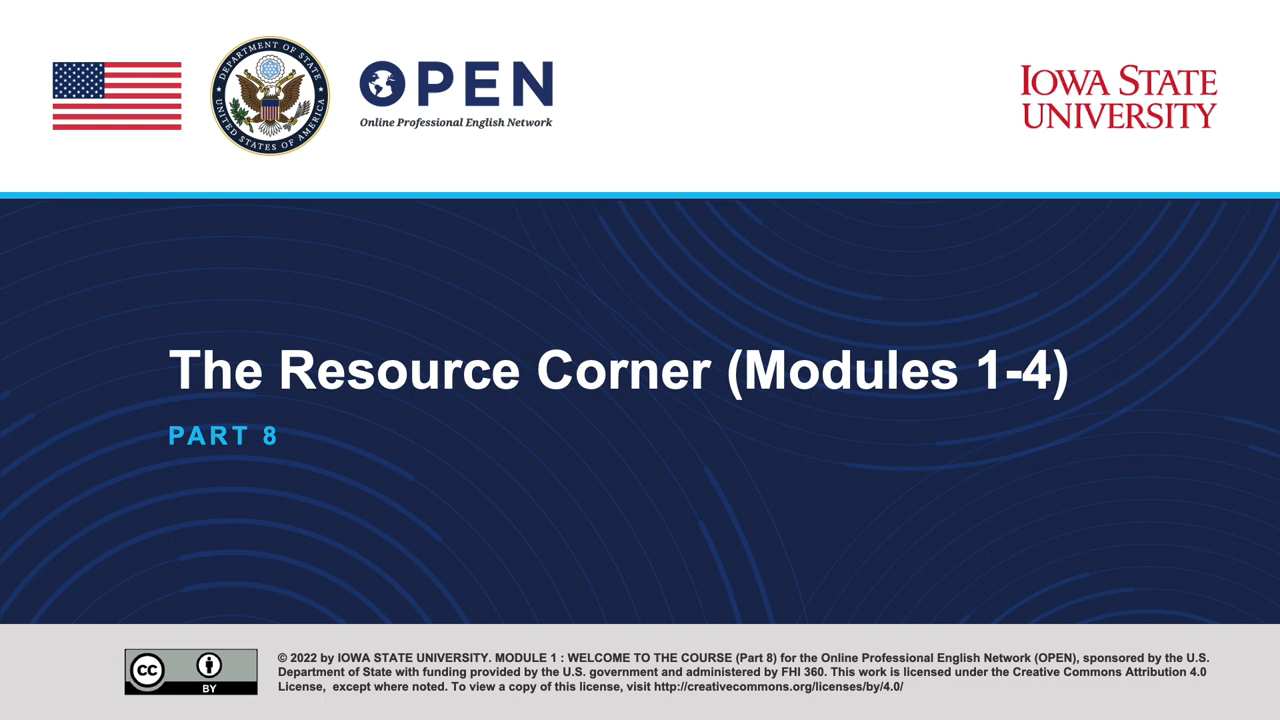 DEPARTMENT OF STATE
UNITED STATES OF AMERICA
OPEN
Online Professional English Network
IOWA STATE
UNIVERSITY
The Resource Corner (Modules 1-4)
PART 8
CC
BY
© 2022 by IOWA STATE UNIVERSITY. MODULE 1 : WELCOME TO THE COURSE (Part 8) for the Online Professional English Network (OPEN), sponsored by the U.S.
Department of State with funding provided by the U.S. government and administered by FHI 360. This work is licensed under the Creative Commons Attribution 4.0
License, except where noted. To view a copy of this license, visit http://creativecommons.org/licenses/by/4.0/